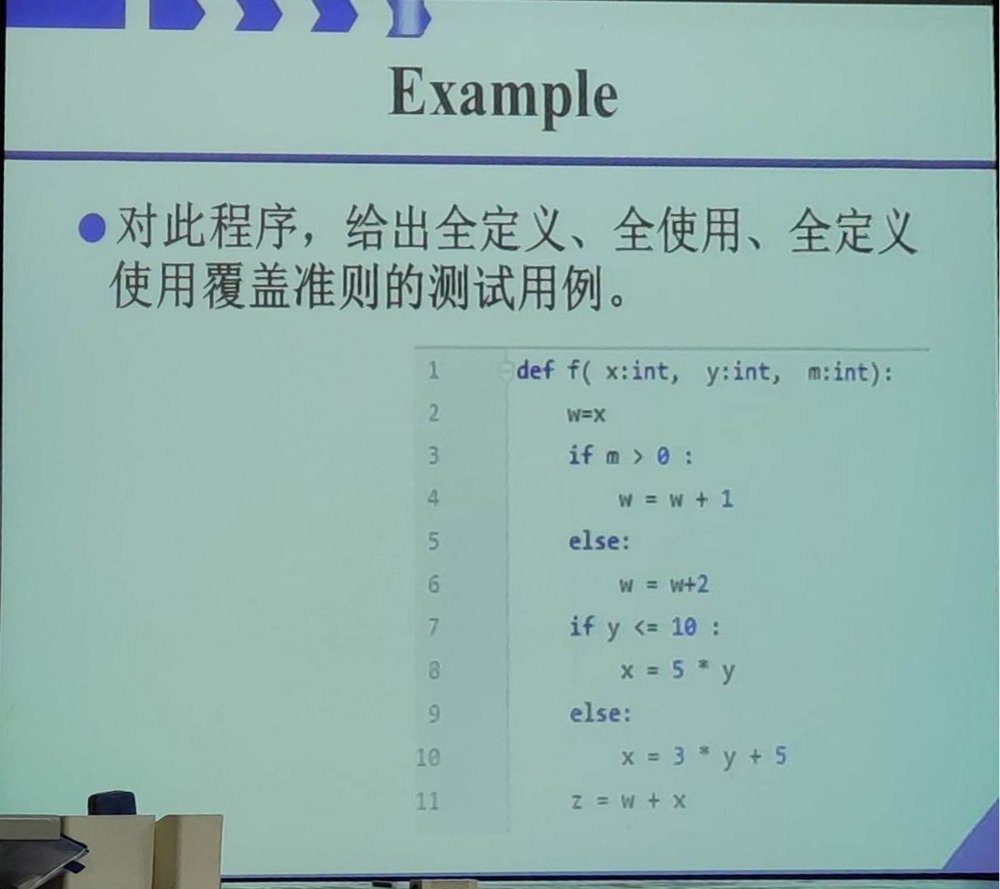 Example
对此程序，给出全定义、全使用、全定义
使用覆盖准则的测试用例。
1 def f( x:int, y:int, m:int):
2 w=x
3 if m > 0 :
4 w = w + 1
5 else:
6 w = w+2
7 if y <= 10 :
8 x = 5 * y
9 else:
10 x = 3 * y + 5
11 z = w + x